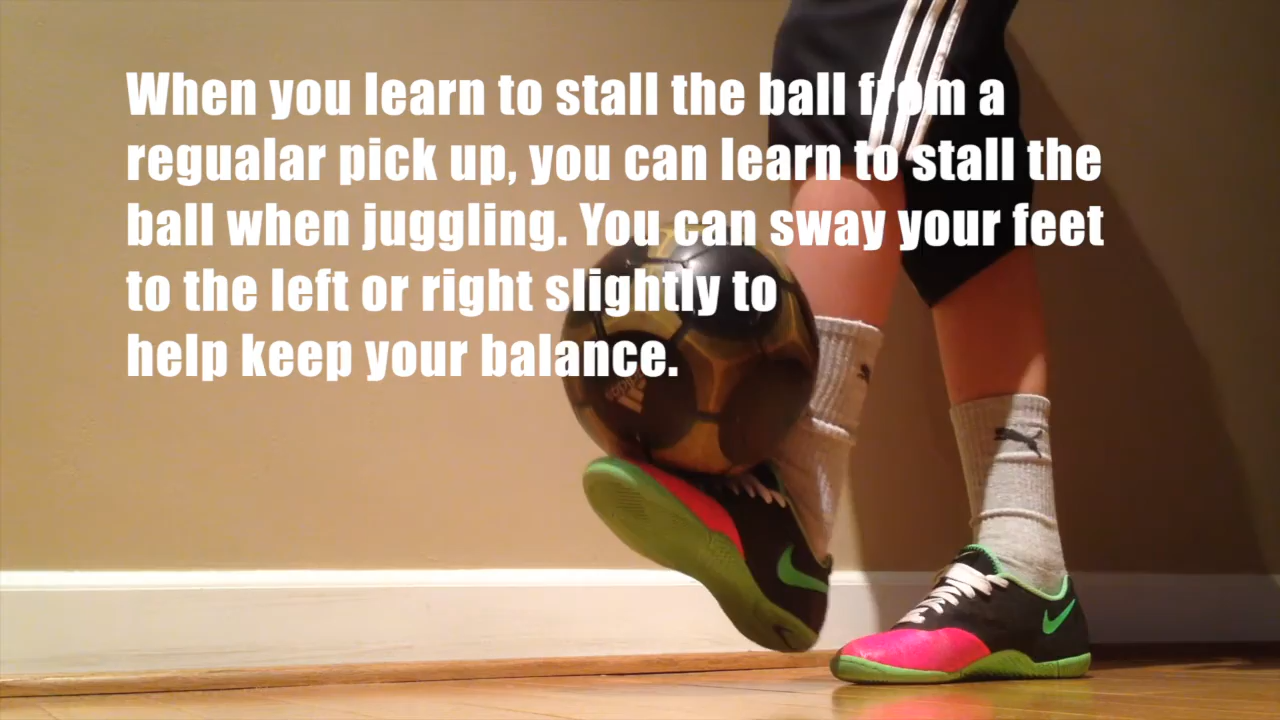 When you learn to stall the ball from a
regualar pick up, you can learn to stall the
ball when juggling. You can sway your feet
to the left or right slightly to
help keep your balance.
adidas